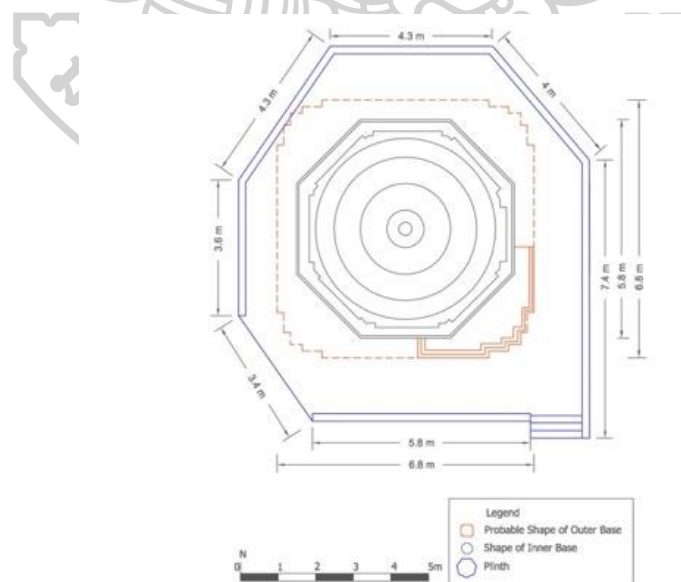 4.3 m
4.3 m
4 m
3.6 m
7.4 m
5.8 m
6.8 m
3.4 m
5.8 m
6.8 m
N
0 1 2 3 4 5m
Legend
Probable Shape of Outer Base
Shape of Inner Base
Plinth